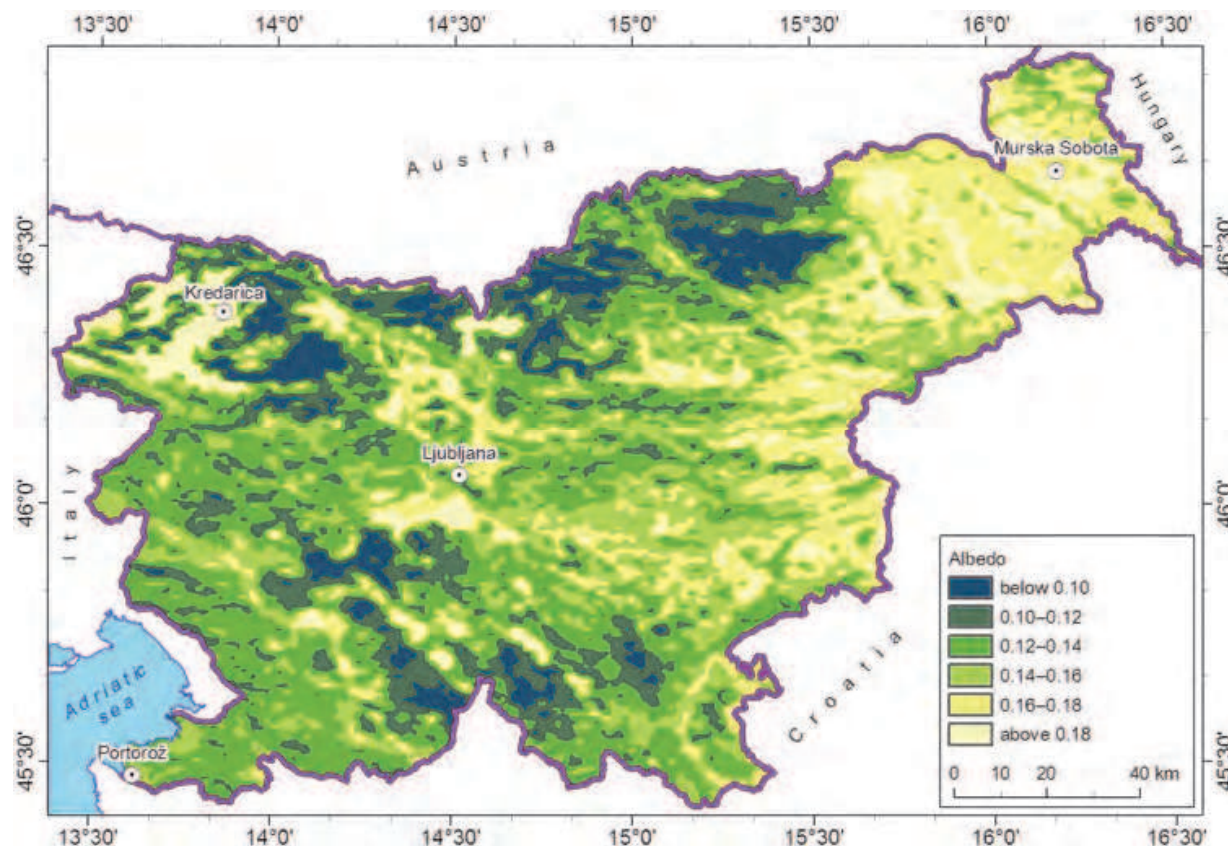 13°30' 14°0' 14°30' 15°0' 15°30' 16°0' 16°30'
Hungary
Murska Sobota
Austria
46°30' 46°30'
Kredarica
Ljubljana
46°0' 46°0'
Italy
Albedo
below 0.10
0.10–0.12
0.12–0.14
0.14–0.16
0.16–0.18
above 0.18
0 10 20 40 km
Croatia
Adriatic
sea
Portorož
45°30' 45°30'
13°30' 14°0' 14°30' 15°0' 15°30' 16°0' 16°30'